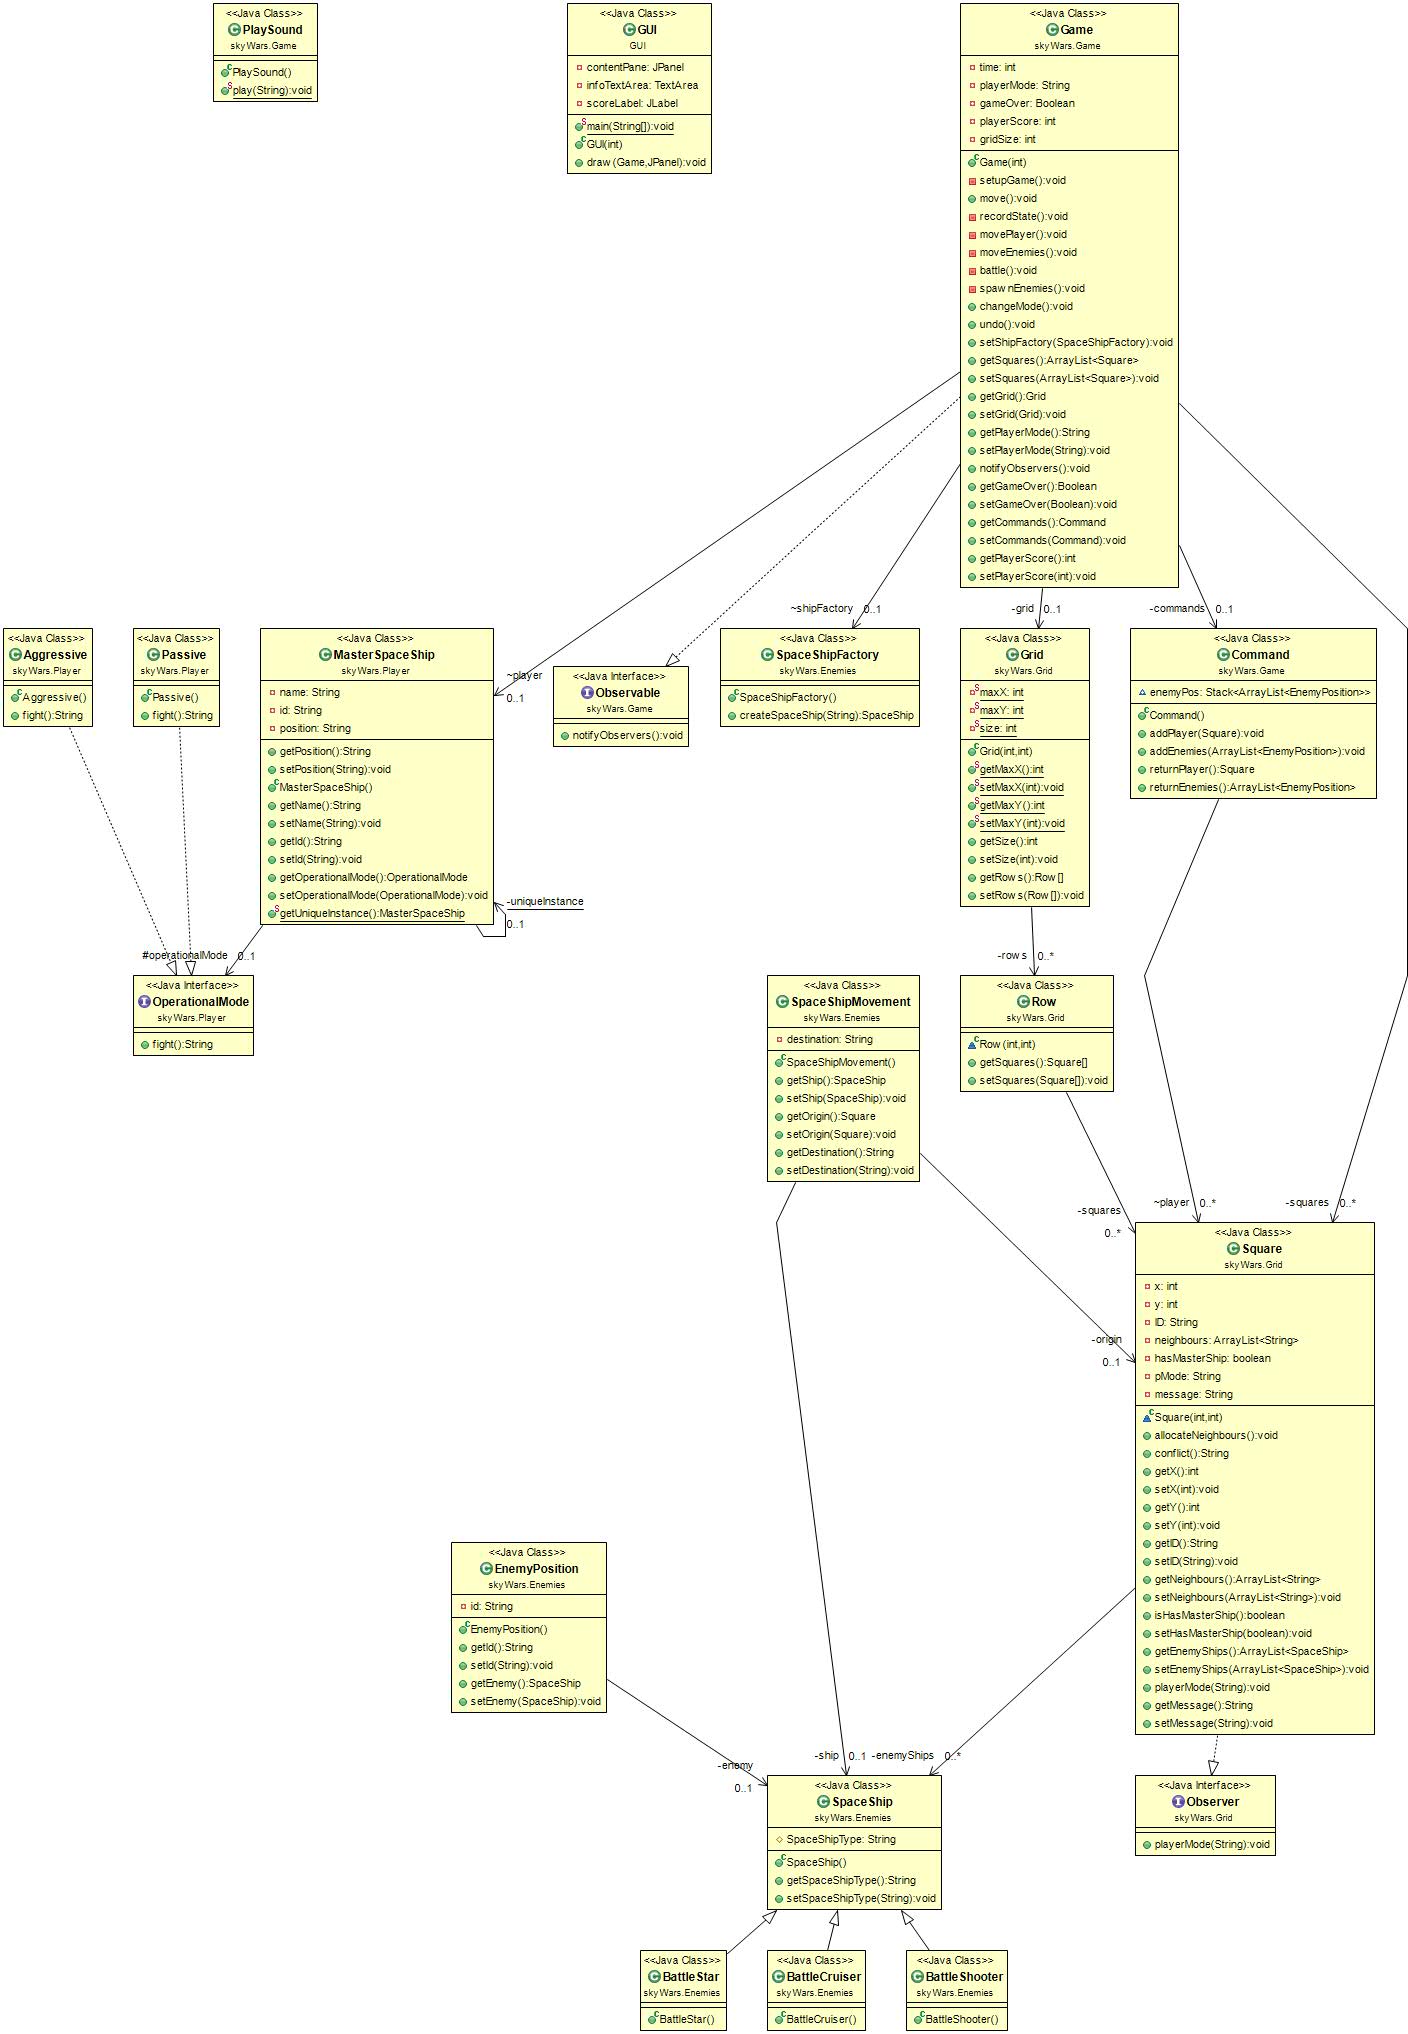 <<Java Class>>
PlaySound
skyWars.Game
PlaySound()
play(String):void
<<Java Class>>
GUI
GUI
contentPane: JPanel
infoTextArea: TextArea
scoreLabel: JLabel
main(String[]):void
GUI(int)
draw(Game,JPanel):void
<<Java Class>>
Game
skyWars.Game
time: int
playerMode: String
gameOver: Boolean
playerScore: int
gridSize: int
Game(int)
setupGame():void
move():void
recordState():void
movePlayer():void
moveEnemies():void
battle():void
spawnEnemies():void
changeMode():void
undo():void
setShipFactory(SpaceShipFactory):void
getSquares():ArrayList<Square>
setSquares(ArrayList<Square>):void
getGrid():Grid
setGrid(Grid):void
getPlayerMode():String
setPlayerMode(String):void
notifyObservers():void
getGameOver():Boolean
setGameOver(Boolean):void
getCommands():Command
setCommands(Command):void
getPlayerScore():int
setPlayerScore(int):void
~player
0..1
~shipFactory 0..1
-grid 0..1
-commands 0..1
<<Java Class>>
Aggressive
skyWars.Player
Aggressive()
fight():String
<<Java Class>>
Passive
skyWars.Player
Passive()
fight():String
<<Java Class>>
MasterSpaceShip
skyWars.Player
name: String
id: String
position: String
getPosition():String
setPosition(String):void
MasterSpaceShip()
getName():String
setName(String):void
getId():String
setId(String):void
getOperationalMode():OperationalMode
setOperationalMode(OperationalMode):void
getUniqueInstance():MasterSpaceShip
-uniqueInstance
0..1
<<Java Interface>>
Observable
skyWars.Game
notifyObservers():void
<<Java Class>>
SpaceShipFactory
skyWars.Enemies
SpaceShipFactory()
createSpaceShip(String):SpaceShip
<<Java Class>>
Grid
skyWars.Grid
maxX: int
maxY: int
size: int
Grid(int,int)
getMaxX():int
setMaxX(int):void
getMaxY():int
setMaxY(int):void
getSize():int
setSize(int):void
getRows():Row[]
setRows(Row[]):void
<<Java Class>>
Command
skyWars.Game
enemyPos: Stack<ArrayList<EnemyPosition>>
Command()
addPlayer(Square):void
addEnemies(ArrayList<EnemyPosition>):void
returnPlayer():Square
returnEnemies():ArrayList<EnemyPosition>
#operationalMode 0..1
-rows 0..*
<<Java Interface>>
OperationalMode
skyWars.Player
fight():String
<<Java Class>>
SpaceShipMovement
skyWars.Enemies
destination: String
SpaceShipMovement()
getShip():SpaceShip
setShip(SpaceShip):void
getOrigin():Square
setOrigin(Square):void
getDestination():String
setDestination(String):void
<<Java Class>>
Row
skyWars.Grid
Row(int,int)
getSquares():Square[]
setSquares(Square[]):void
-squares
0..*
~player 0..*
-squares 0..*
-origin
0..1
<<Java Class>>
Square
skyWars.Grid
x: int
y: int
ID: String
neighbours: ArrayList<String>
hasMasterShip: boolean
pMode: String
message: String
Square(int,int)
allocateNeighbours():void
conflict():String
getX():int
setX(int):void
getY():int
setY(int):void
getID():String
setID(String):void
getNeighbours():ArrayList<String>
setNeighbours(ArrayList<String>):void
isHasMasterShip():boolean
setHasMasterShip(boolean):void
getEnemyShips():ArrayList<SpaceShip>
setEnemyShips(ArrayList<SpaceShip>):void
playerMode(String):void
getMessage():String
setMessage(String):void
<<Java Class>>
EnemyPosition
skyWars.Enemies
id: String
EnemyPosition()
getId():String
setId(String):void
getEnemy():SpaceShip
setEnemy(SpaceShip):void
-enemy
0..1
-ship 0..1
-enemyShips 0..*
<<Java Class>>
SpaceShip
skyWars.Enemies
SpaceShipType: String
SpaceShip()
getSpaceShipType():String
setSpaceShipType(String):void
<<Java Interface>>
Observer
skyWars.Grid
playerMode(String):void
<<Java Class>>
BattleStar
skyWars.Enemies
BattleStar()
<<Java Class>>
BattleCruiser
skyWars.Enemies
BattleCruiser()
<<Java Class>>
BattleShooter
skyWars.Enemies
BattleShooter()